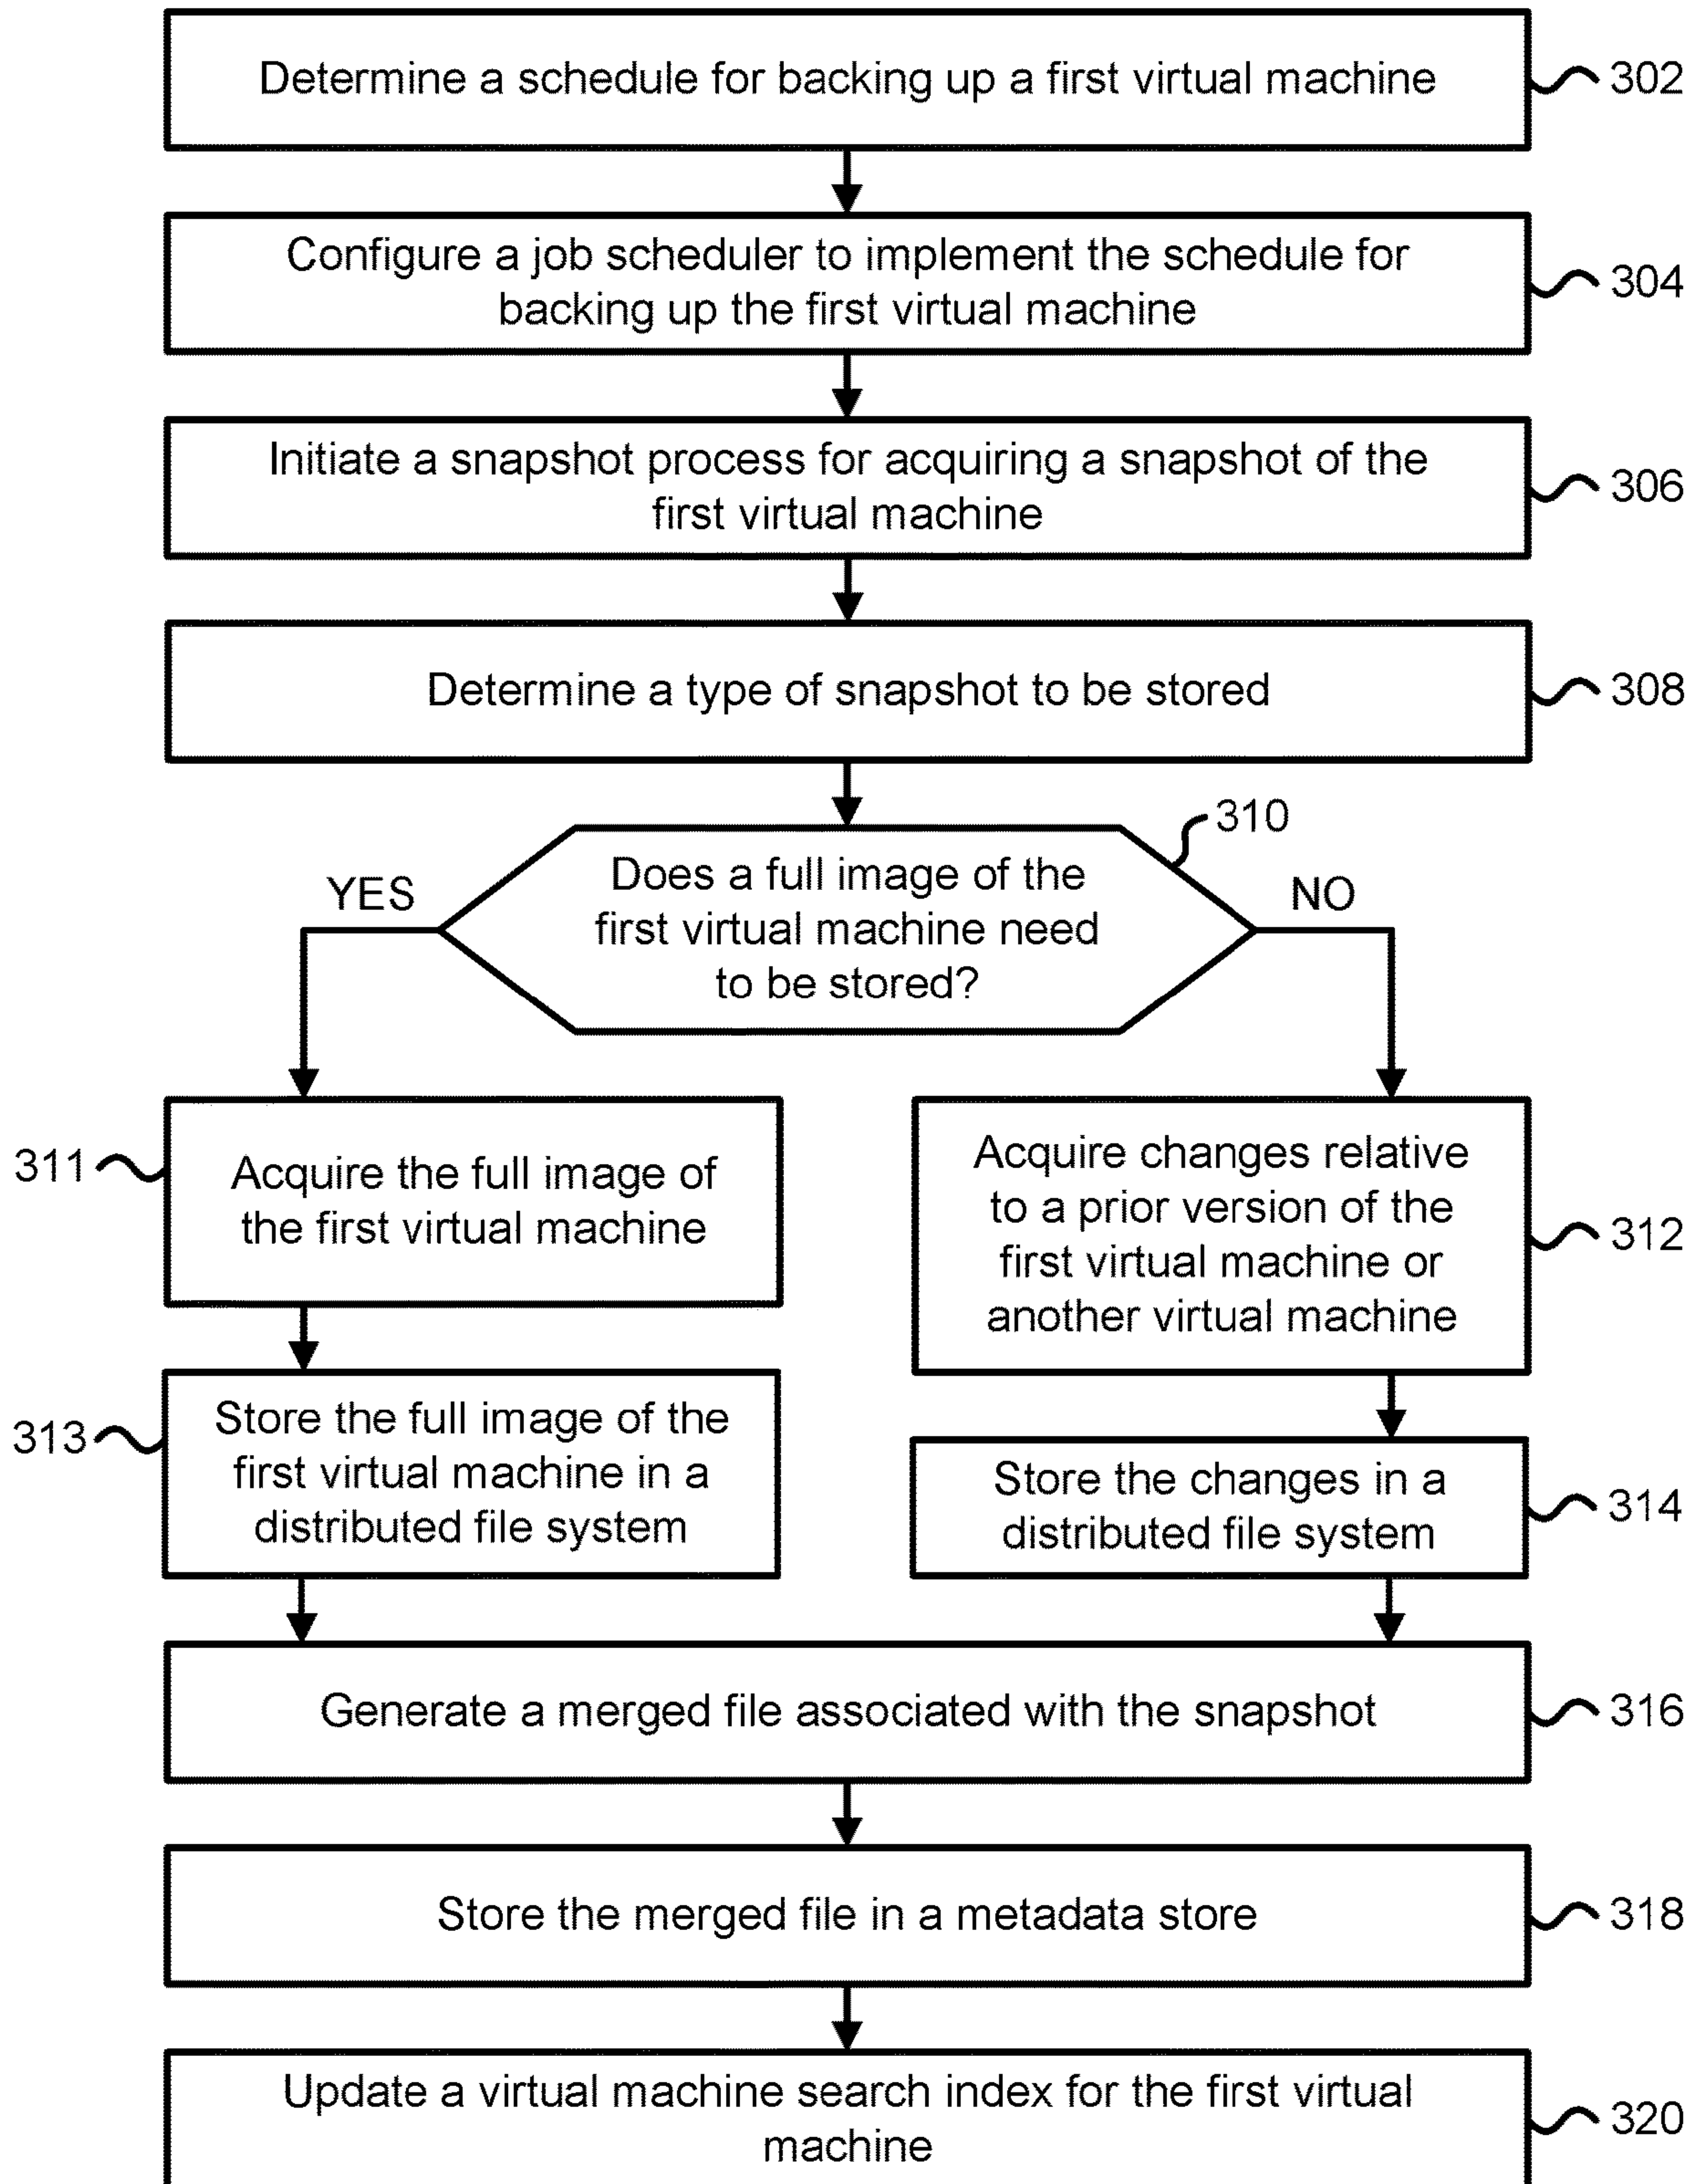 Determine a schedule for backing up a first virtual machine
302
Configure a job scheduler to implement the schedule for
backing up the first virtual machine
304
Initiate a snapshot process for acquiring a snapshot of the
first virtual machine
306
Determine a type of snapshot to be stored
308
310
Does a full image of the
first virtual machine need
to be stored?
YES
NO
311
Acquire the full image of
the first virtual machine
Acquire changes relative
to a prior version of the
first virtual machine or
another virtual machine
312
313
Store the full image of the
first virtual machine in a
distributed file system
Store the changes in a
distributed file system
314
Generate a merged file associated with the snapshot
316
Store the merged file in a metadata store
318
Update a virtual machine search index for the first virtual
machine
320